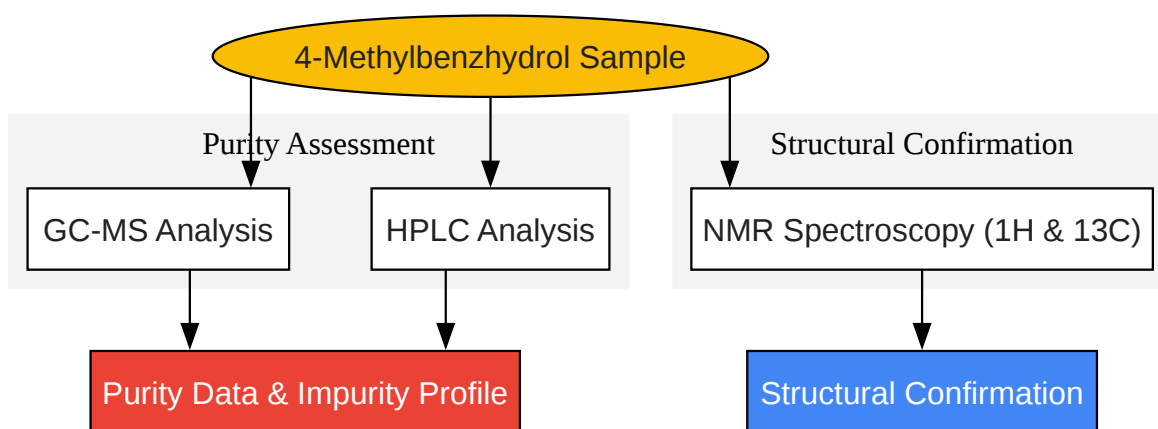 4-Methylbenzhydrol Sample
Purity Assessment
Structural Confirmation
GC-MS Analysis
HPLC Analysis
NMR Spectroscopy (1H & 13C)
Purity Data & Impurity Profile
Structural Confirmation